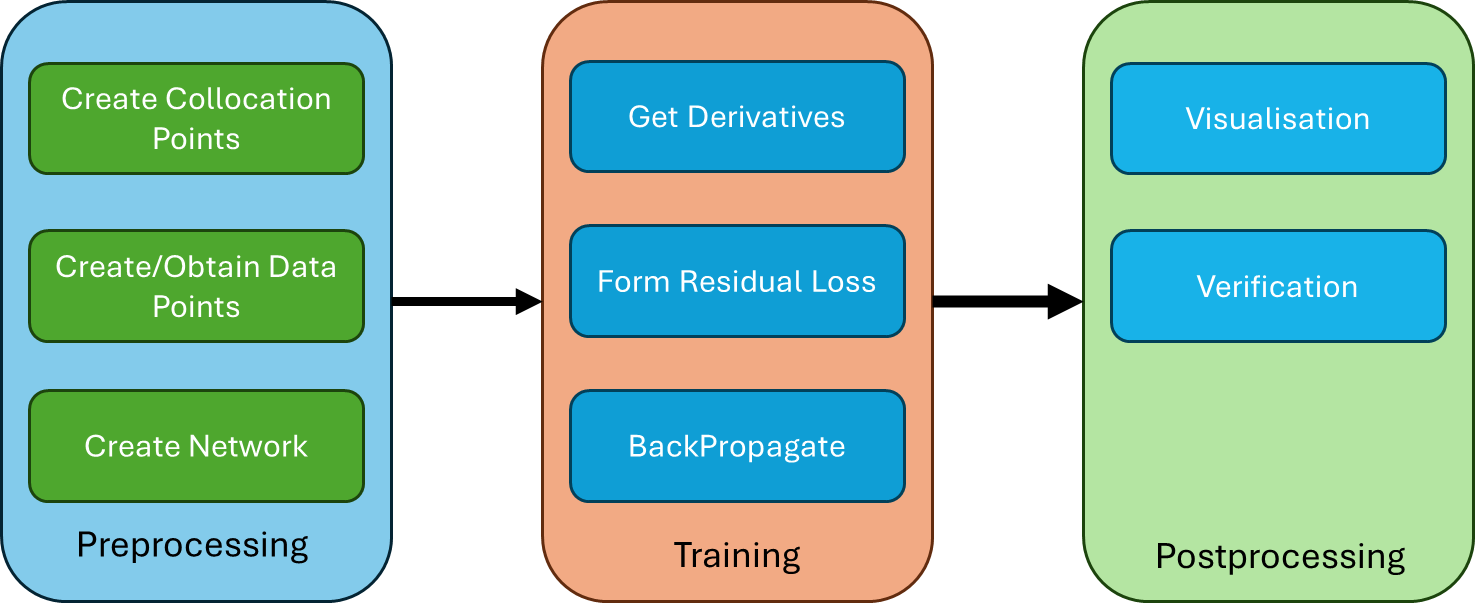 Create Collocation
Points
Create/Obtain Data
Points
Create Network
Preprocessing
Get Derivatives
Form Residual Loss
BackPropagate
Training
Visualisation
Verification
Postprocessing